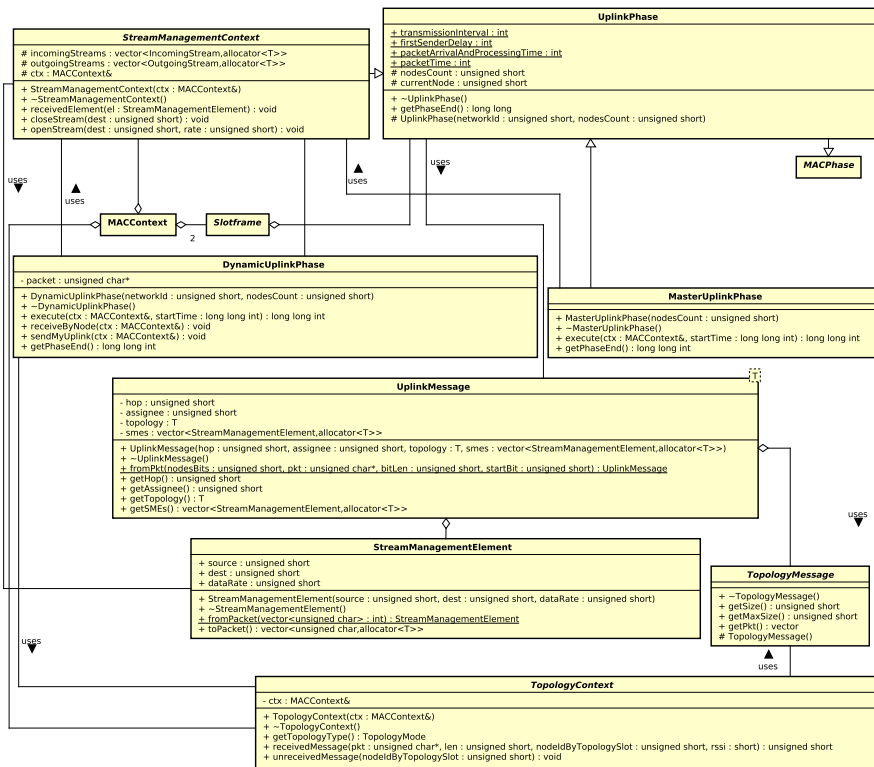 StreamManagementContext
# incomingStreams : vector<IncomingStream,allocator<T>>
# outgoingStreams : vector<OutgoingStream,allocator<T>>
# ctx : MACContext&
+ StreamManagementContext(ctx : MACContext&)
+ ~StreamManagementContext()
+ receivedElement(el : StreamManagementElement) : void
+ closeStream(dest : unsigned short) : void
+ openStream(dest : unsigned short, rate : unsigned short) : void
UplinkPhase
+ transmissionInterval : int
+ firstSenderDelay : int
+ packetArrivalAndProcessingTime : int
+ packetTime : int
# nodesCount : unsigned short
# currentNode : unsigned short
+ ~UplinkPhase()
+ getPhaseEnd() : long long
# UplinkPhase(networkId : unsigned short, nodesCount : unsigned short)
MACPhase
uses
uses
uses
uses
MACContext
2
Slotframe
DynamicUplinkPhase
- packet : unsigned char*
+ DynamicUplinkPhase(networkId : unsigned short, nodesCount : unsigned short)
+ ~DynamicUplinkPhase()
+ execute(ctx : MACContext&, startTime : long long int) : long long int
+ receiveByNode(ctx : MACContext&) : void
+ sendMyUplink(ctx : MACContext&) : void
+ getPhaseEnd() : long long int
MasterUplinkPhase
+ MasterUplinkPhase(nodesCount : unsigned short)
+ ~MasterUplinkPhase()
+ execute(ctx : MACContext&, startTime : long long int) : long long int
+ getPhaseEnd() : long long int
T
UplinkMessage
- hop : unsigned short
- assignee : unsigned short
- topology : T
- smes : vector<StreamManagementElement,allocator<T>>
+ UplinkMessage(hop : unsigned short, assignee : unsigned short, topology : T, smes : vector<StreamManagementElement,allocator<T>>)
+ ~UplinkMessage()
+ fromPkt(nodesBits : unsigned short, pkt : unsigned char*, bitLen : unsigned short, startBit : unsigned short) : UplinkMessage
+ getHop() : unsigned short
+ getAssignee() : unsigned short
+ getTopology() : T
+ getSMEs() : vector<StreamManagementElement,allocator<T>>
uses
StreamManagementElement
+ source : unsigned short
+ dest : unsigned short
+ dataRate : unsigned short
+ StreamManagementElement(source : unsigned short, dest : unsigned short, dataRate : unsigned short)
+ ~StreamManagementElement()
+ fromPacket(vector<unsigned char> : int) : StreamManagementElement
+ toPacket() : vector<unsigned char,allocator<T>>
TopologyMessage
+ ~TopologyMessage()
+ getSize() : unsigned short
+ getMaxSize() : unsigned short
+ getPkt() : vector
# TopologyMessage()
uses
uses
TopologyContext
- ctx : MACContext&
+ TopologyContext(ctx : MACContext&)
+ ~TopologyContext()
+ getTopologyType() : TopologyMode
+ receivedMessage(pkt : unsigned char*, len : unsigned short, nodeIdByTopologySlot : unsigned short, rssi : short) : unsigned short
+ unreceivedMessage(nodeIdByTopologySlot : unsigned short) : void